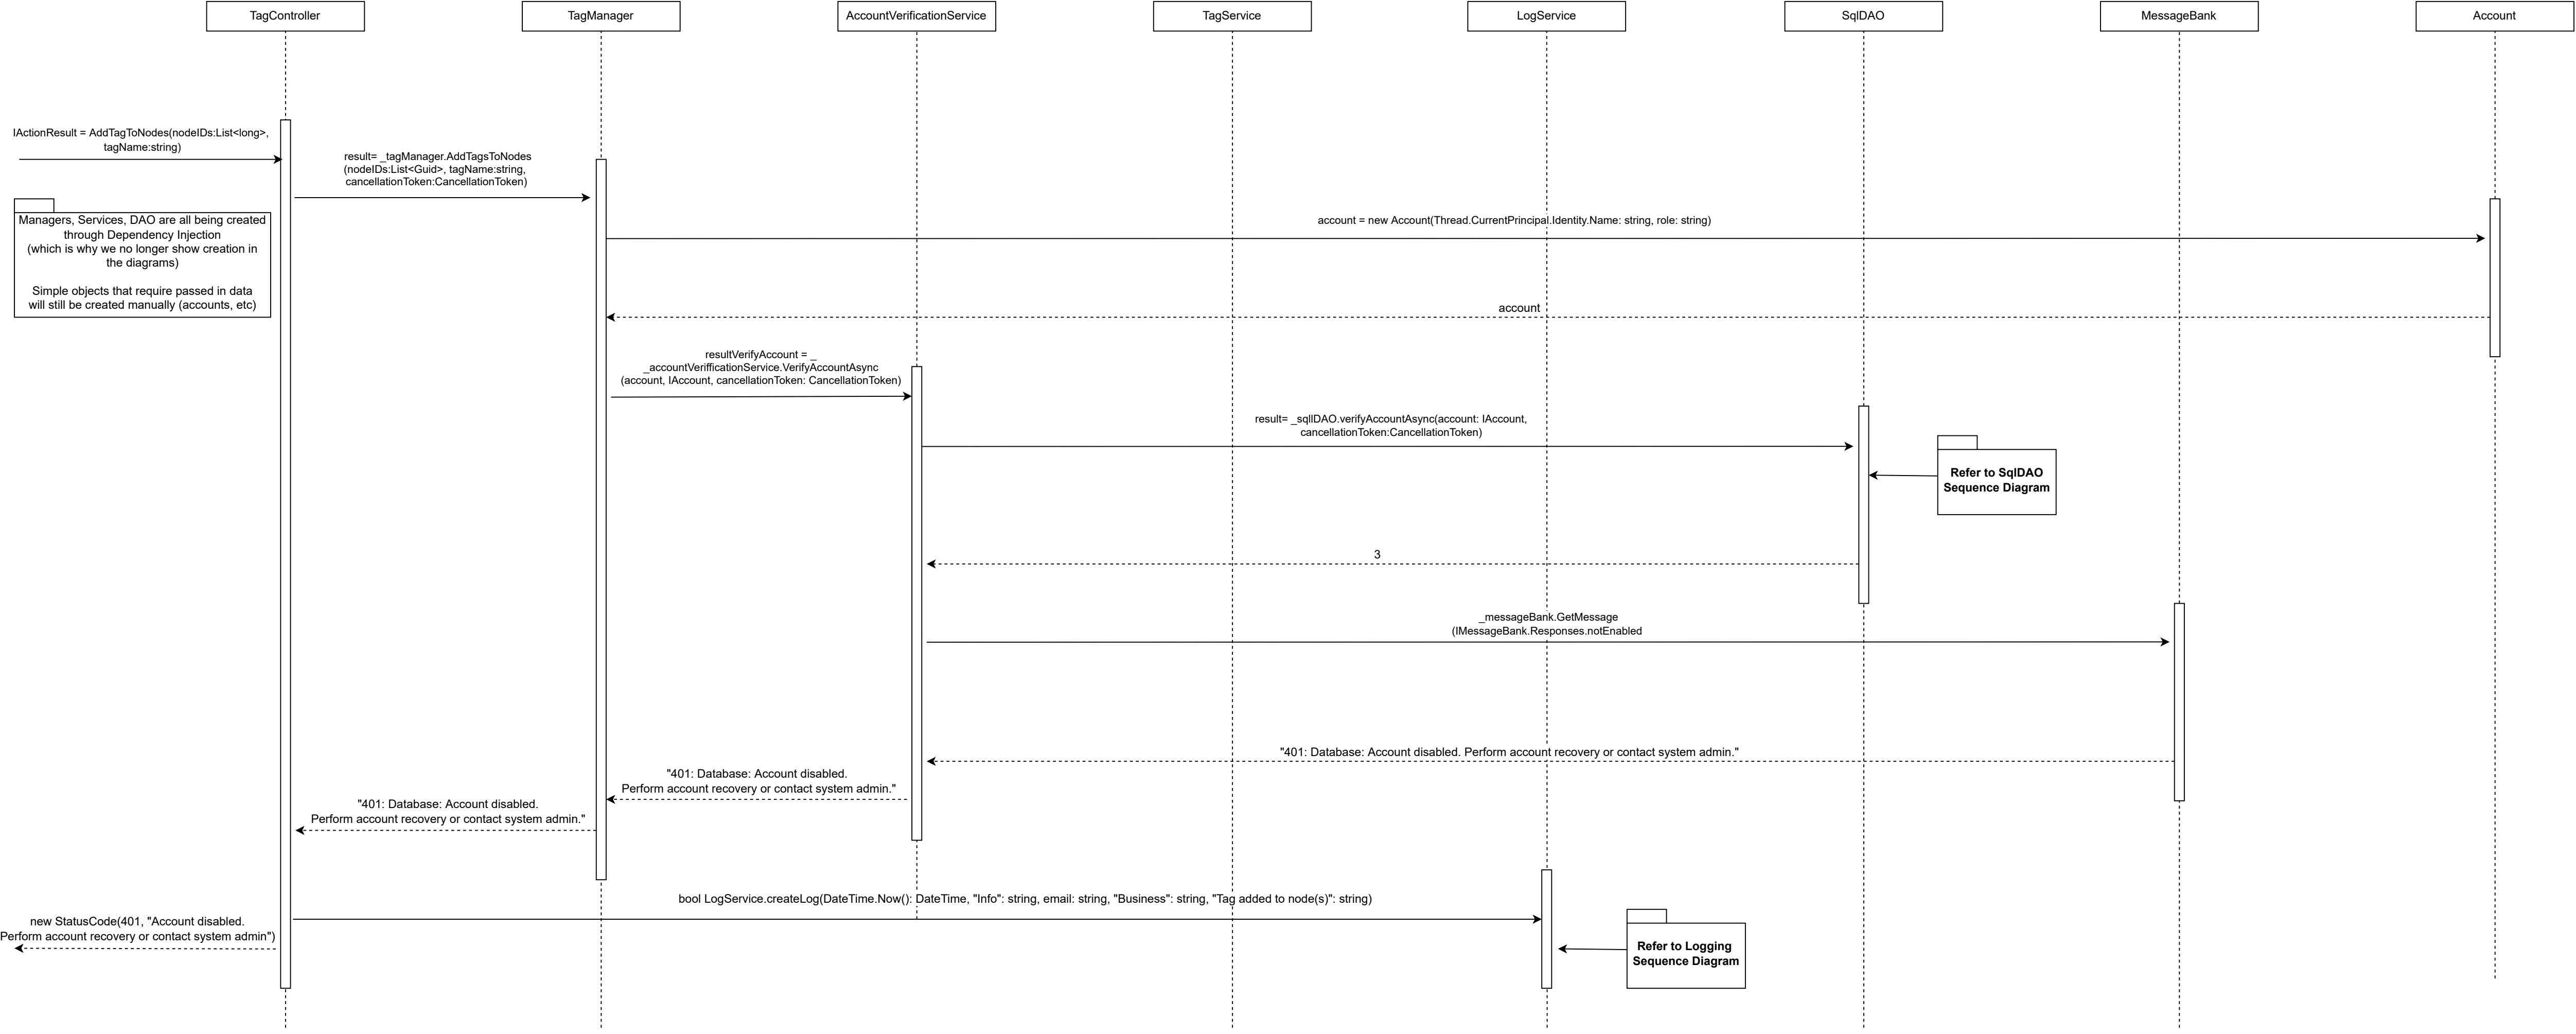 TagController
TagManager
AccountVerificationService
TagService
LogService
SqlDAO
MessageBank
Account
IActionResult = AddTagToNodes(nodeIDs:List<long>,
tagName:string)
result= _tagManager.AddTagsToNodes
(nodeIDs:List<Guid>, tagName:string,
cancellationToken:CancellationToken)
Managers, Services, DAO are all being created
through Dependency Injection
(which is why we no longer show creation in
the diagrams)
Simple objects that require passed in data
will still be created manually (accounts, etc)
account = new Account(Thread.CurrentPrincipal.Identity.Name: string, role: string)
account
resultVerifyAccount = _
_accountVeriffificationService.VerifyAccountAsync
(account, IAccount, cancellationToken: CancellationToken)
result= _sqllDAO.verifyAccountAsync(account: IAccount,
cancellationToken:CancellationToken)
Refer to SqlDAO
Sequence Diagram
3
_messageBank.GetMessage
(IMessageBank.Responses.notEnabled
"401: Database: Account disabled. Perform account recovery or contact system admin."
"401: Database: Account disabled.
Perform account recovery or contact system admin."
"401: Database: Account disabled.
Perform account recovery or contact system admin."
bool LogService.createLog(DateTime.Now(): DateTime, "Info": string, email: string, "Business": string, "Tag added to node(s)": string)
new StatusCode(401, "Account disabled.
Perform account recovery or contact system admin")
Refer to Logging
Sequence Diagram